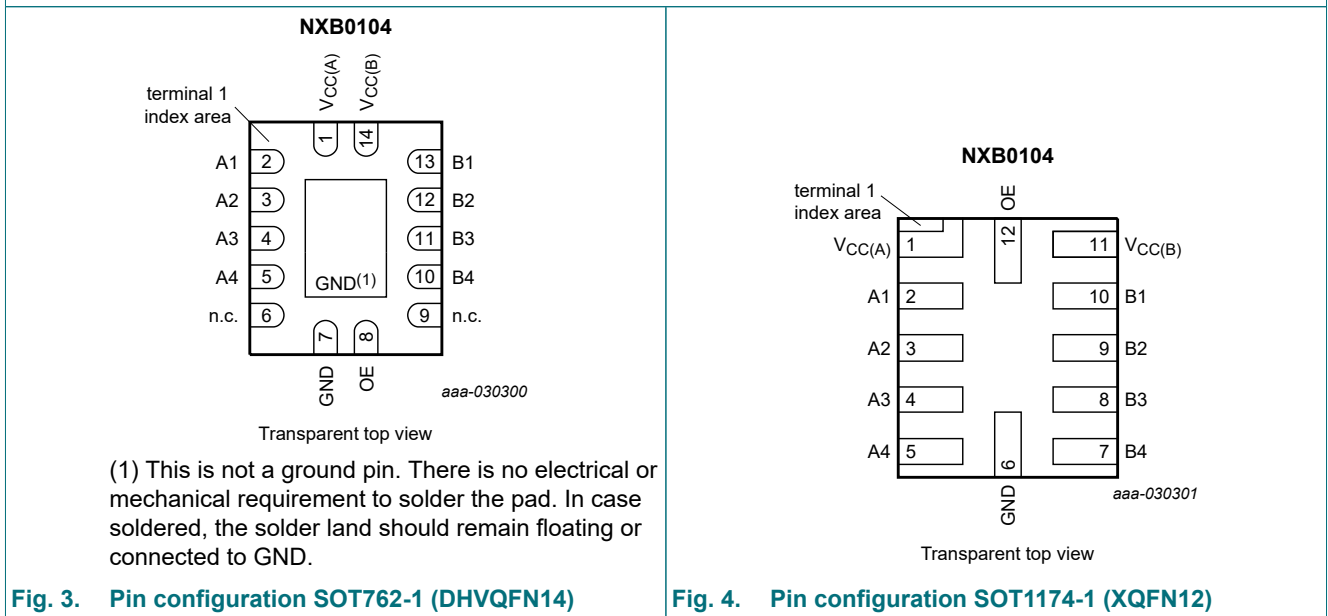 NXB0104
VCC(A)
VCC(B)
terminal 1
index area
1
14
A1 2 13 B1
A2 3 12 B2
A3 4 11 B3
A4 5 GND(1) 10 B4
n.c. 6 9 n.c.
7 8
GND OE
aaa-030300
Transparent top view
(1) This is not a ground pin. There is no electrical or
mechanical requirement to solder the pad. In case
soldered, the solder land should remain floating or
connected to GND.
Fig. 3. Pin configuration SOT762-1 (DHVQFN14)
NXB0104
terminal 1
index area
OE
12
VCC(A) 1 11 VCC(B)
A1 2 10 B1
A2 3 9 B2
A3 4 8 B3
A4 5 7 B4
6
GND
aaa-030301
Transparent top view
Fig. 4. Pin configuration SOT1174-1 (XQFN12)